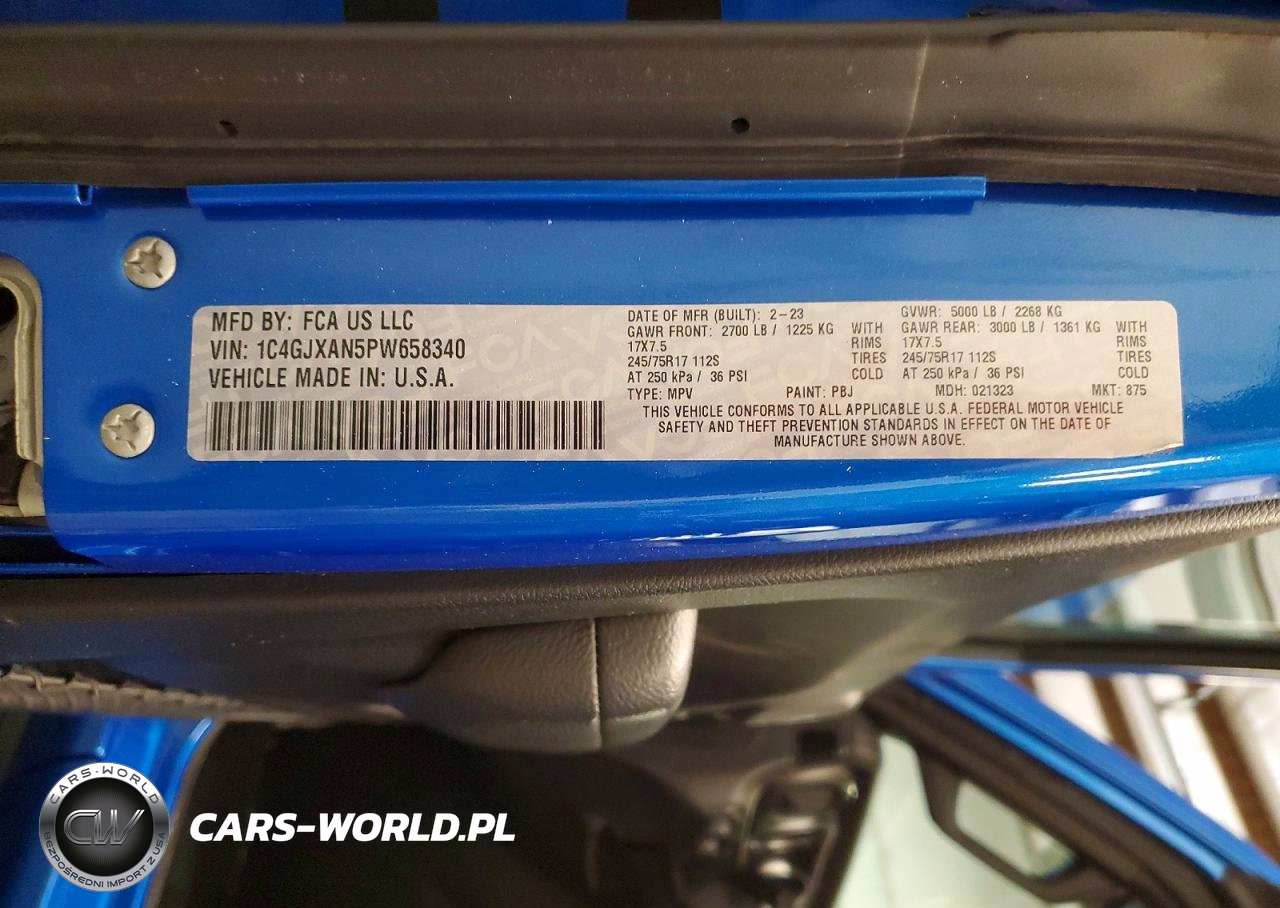 MFD BY: FCA US LLC
VIN: 1C4GJXAN5PW658340
VEHICLE MADE IN: U.S.A.
DATE OF MFR (BUILT): 2-23
GVWR: 5000 LB / 2268 KG
GAWR FRONT: 2700 LB / 1225 KG WITH
GAWR REAR: 3000 LB / 1361 KG WITH
17X7.5 RIMS
17X7.5 RIMS
245/75R17 112S TIRES
245/75R17 112S TIRES
AT 250 kPa / 36 PSI COLD
AT 250 kPa / 36 PSI COLD
TYPE: MPV PAINT: PBJ MDH: 021323 MKT: 875
THIS VEHICLE CONFORMS TO ALL APPLICABLE U.S.A. FEDERAL MOTOR VEHICLE
SAFETY AND THEFT PREVENTION STANDARDS IN EFFECT ON THE DATE OF
MANUFACTURE SHOWN ABOVE.
CARS-WORLD
CW
BEZPOŚREDNI IMPORT Z USA
CARS-WORLD.PL